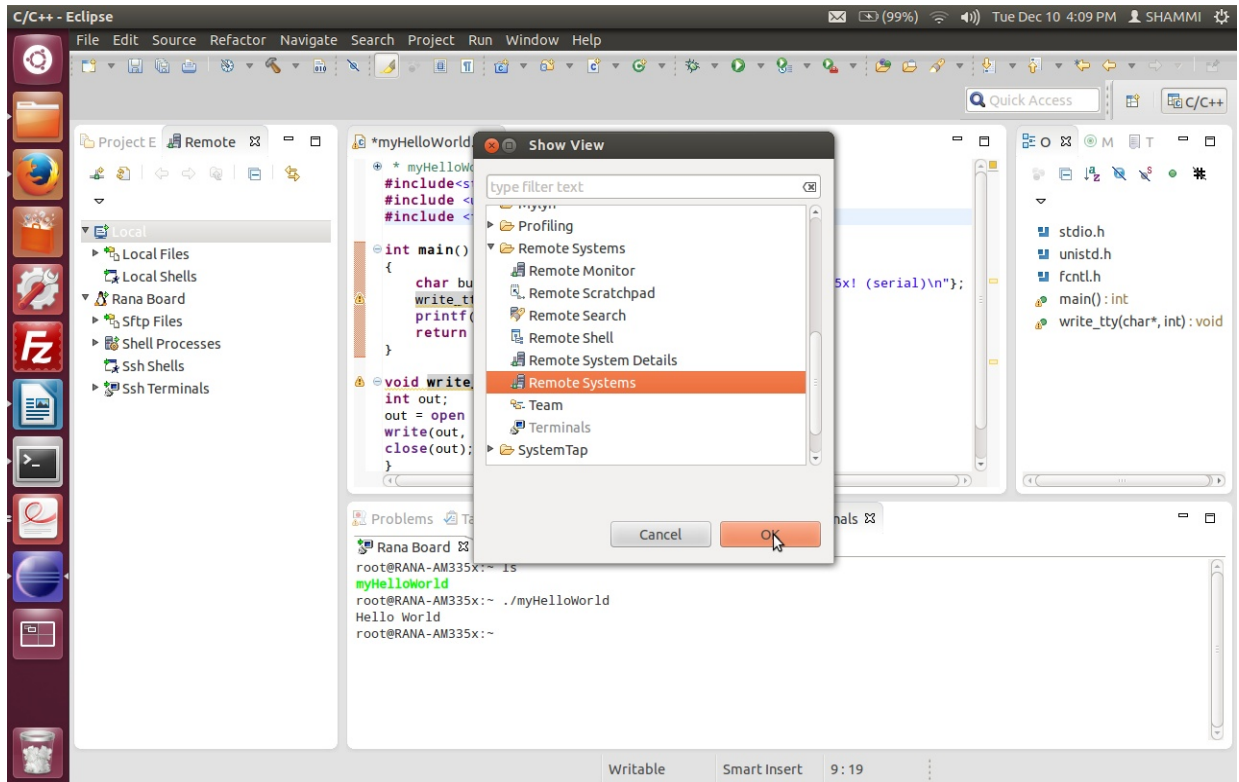 C/C++ - Eclipse
(99%) Tue Dec 10 4:09 PM SHAMMI
File Edit Source Refactor Navigate Search Project Run Window Help
Quick Access C/C++
Project E Remote
Local
Local Files
Local Shells
Rana Board
Sftp Files
Shell Processes
Ssh Shells
Ssh Terminals
*myHelloWorld.
* myHelloWo
#include<s
#include <
#include <
int main()
{
char bu
5x! (serial)\n"};
write_t
printf(
return
}
void write_
int out;
out = open
write(out,
close(out);
}
Show View
type filter text
Profiling
Remote Systems
Remote Monitor
Remote Scratchpad
Remote Search
Remote Shell
Remote System Details
Remote Systems
Team
Terminals
SystemTap
Cancel OK
O M T
stdio.h
unistd.h
fcntl.h
main() : int
write_tty(char*, int) : void
Problems Ta nals
Rana Board
root@RANA-AM335x:~ ls
myHelloWorld
root@RANA-AM335x:~ ./myHelloWorld
Hello World
root@RANA-AM335x:~
Writable Smart Insert 9 : 19